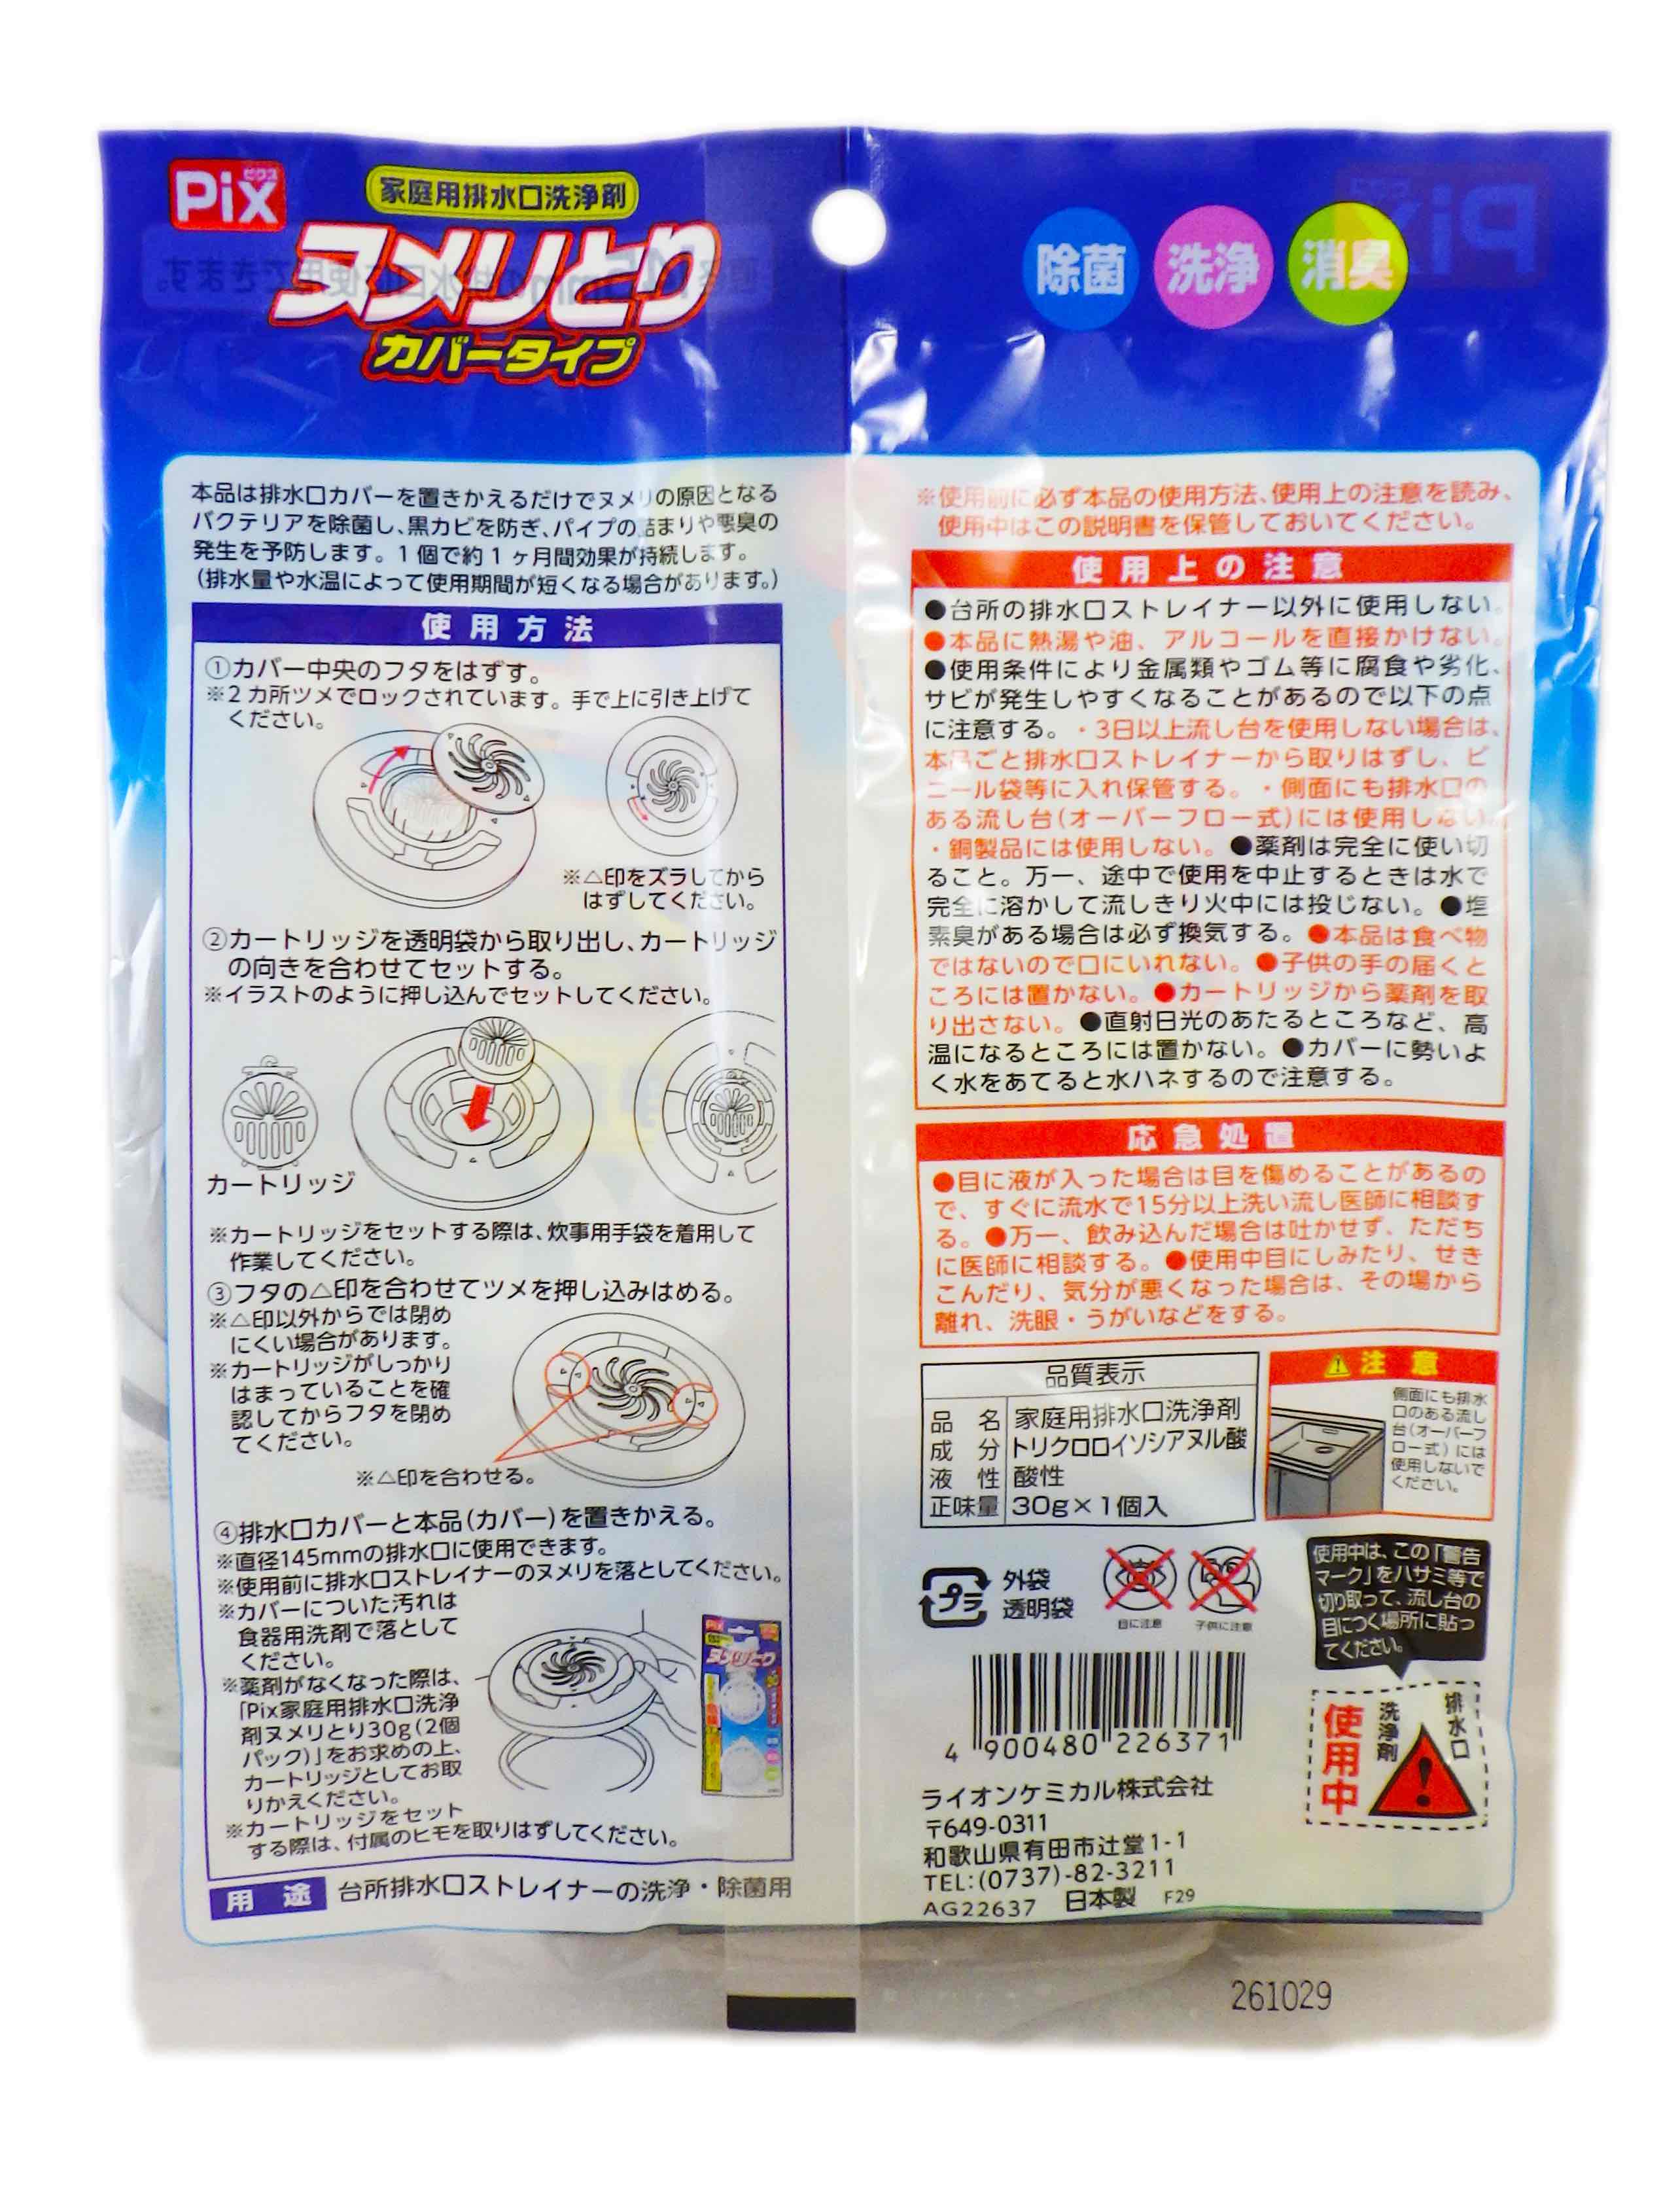 Pix ピクス
家庭用排水口洗浄剤
ヌメリとり
カバータイプ
除菌
洗浄
消臭
本品は排水口カバーを置きかえるだけでヌメリの原因となる
バクテリアを除菌し、黒カビを防ぎ、パイプの詰まりや悪臭の
発生を予防します。1個で約1ヶ月間効果が持続します。
(排水量や水温によって使用期間が短くなる場合があります。)
使用方法
①カバー中央のフタをはずす。
※2カ所ツメでロックされています。手で上に引き上げて
ください。
※△印をズラしてから
はずしてください。
②カートリッジを透明袋から取り出し、カートリッジ
の向きを合わせてセットする。
※イラストのように押し込んでセットしてください。
カートリッジ
※カートリッジをセットする際は、炊事用手袋を着用して
作業してください。
③フタの△印を合わせてツメを押し込みはめる。
※△印以外からでは閉め
にくい場合があります。
※カートリッジがしっかり
はまっていることを確
認してからフタを閉め
てください。
※△印を合わせる。
④排水口カバーと本品(カバー)を置きかえる。
※直径145mmの排水口に使用できます。
※使用前に排水口ストレイナーのヌメリを落としてください。
※カバーについた汚れは
食器用洗剤で落として
ください。
※薬剤がなくなった際は、
「Pix家庭用排水口洗浄
剤ヌメリとり30g(2個
パック)」をお求めの上、
カートリッジとしてお取
りかえください。
※カートリッジをセット
する際は、付属のヒモを取りはずしてください。
Pix
ヌメリとり
用途 台所排水口ストレイナーの洗浄・除菌用
※使用前に必ず本品の使用方法、使用上の注意を読み、
使用中はこの説明書を保管しておいてください。
使用上の注意
●台所の排水口ストレイナー以外に使用しない。
●本品に熱湯や油、アルコールを直接かけない。
●使用条件により金属類やゴム等に腐食や劣化、
サビが発生しやすくなることがあるので以下の点
に注意する。・3日以上流し台を使用しない場合は、
本品ごと排水口ストレイナーから取りはずし、ビ
ニール袋等に入れ保管する。・側面にも排水口の
ある流し台(オーバーフロー式)には使用しない。
・銅製品には使用しない。●薬剤は完全に使い切
ること。万一、途中で使用を中止するときは水で
完全に溶かして流しきり火中には投じない。●塩
素臭がある場合は必ず換気する。●本品は食べ物
ではないので口にいれない。●子供の手の届くと
ころには置かない。●カートリッジから薬剤を取
り出さない。●直射日光のあたるところなど、高
温になるところには置かない。●カバーに勢いよ
く水をあてると水ハネするので注意する。
応急処置
●目に液が入った場合は目を傷めることがあるの
で、すぐに流水で15分以上洗い流し医師に相談す
る。●万一、飲み込んだ場合は吐かせず、ただち
に医師に相談する。●使用中目にしみたり、せき
こんだり、気分が悪くなった場合は、その場から
離れ、洗眼・うがいなどをする。
品質表示
品名 家庭用排水口洗浄剤
成分 トリクロロイソシアヌル酸
液性 酸性
正味量 30g×1個入
注意
側面にも排水
口のある流し
台(オーバーフ
ロー式)には
使用しないで
ください。
プラ
外袋
透明袋
目に注意
子供に注意
使用中は、この「警告
マーク」をハサミ等で
切り取って、流し台の
目につく場所に貼っ
てください。
排水口
洗浄剤
使用中
4 900480 226371
ライオンケミカル株式会社
〒649-0311
和歌山県有田市辻堂1-1
TEL:(0737)-82-3211
AG22637 日本製 F29
261029